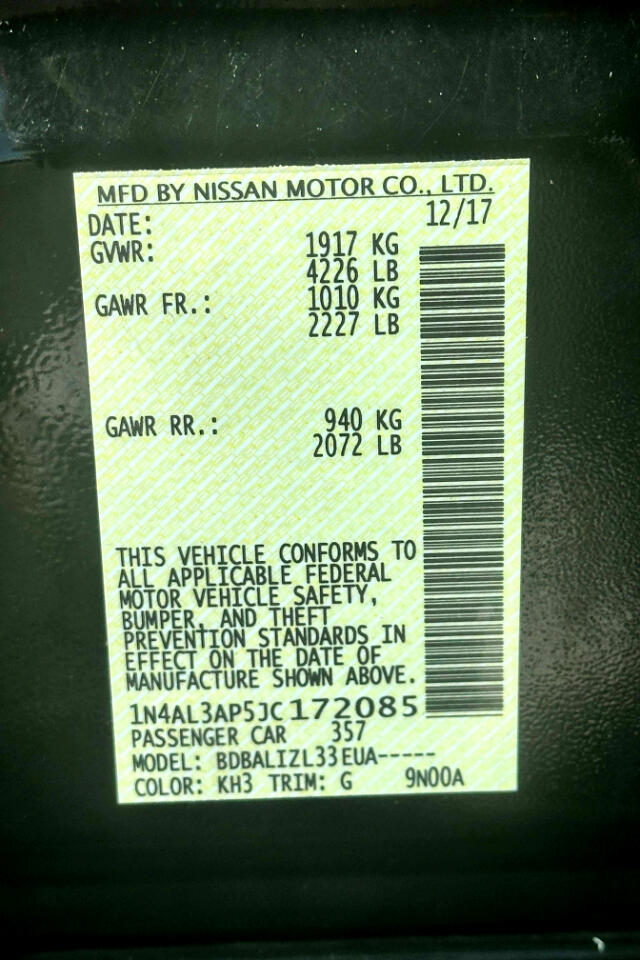 MFD BY NISSAN MOTOR CO., LTD.
DATE: 12/17
GVWR: 1917 KG
4226 LB
GAWR FR.: 1010 KG
2227 LB
GAWR RR.: 940 KG
2072 LB
THIS VEHICLE CONFORMS TO
ALL APPLICABLE FEDERAL
MOTOR VEHICLE SAFETY,
BUMPER, AND THEFT
PREVENTION STANDARDS IN
EFFECT ON THE DATE OF
MANUFACTURE SHOWN ABOVE.
1N4AL3AP5JC172085
PASSENGER CAR 357
MODEL: BDBALIZL33EUA-----
COLOR: KH3 TRIM: G 9N00A